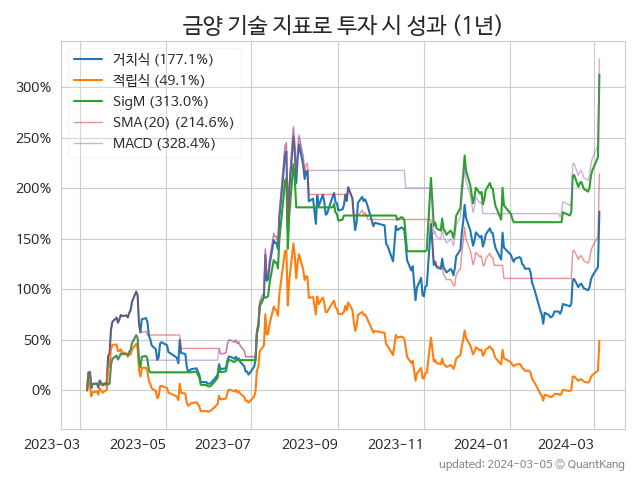 금양 기술 지표로 투자 시 성과 (1년)
거치식 (177.1%)
적립식 (49.1%)
SigM (313.0%)
SMA(20) (214.6%)
MACD (328.4%)
300%
250%
200%
150%
100%
50%
0%
2023-03 2023-05 2023-07 2023-09 2023-11 2024-01 2024-03
updated: 2024-03-05 © QuantKang